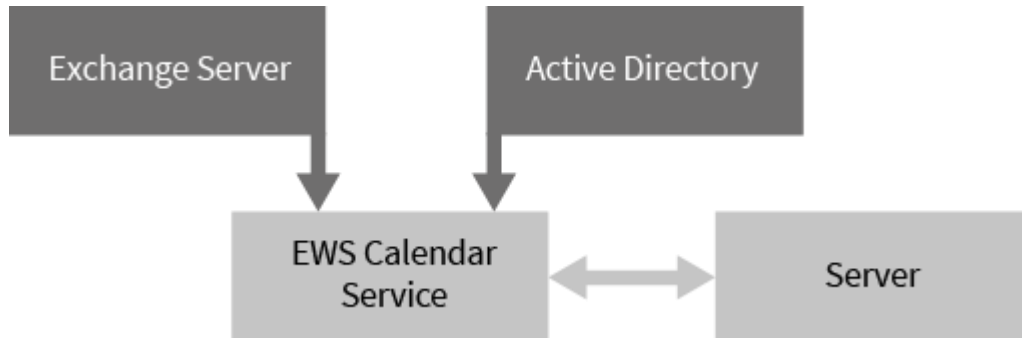 Exchange Server
Active Directory
EWS Calendar
Service
Server